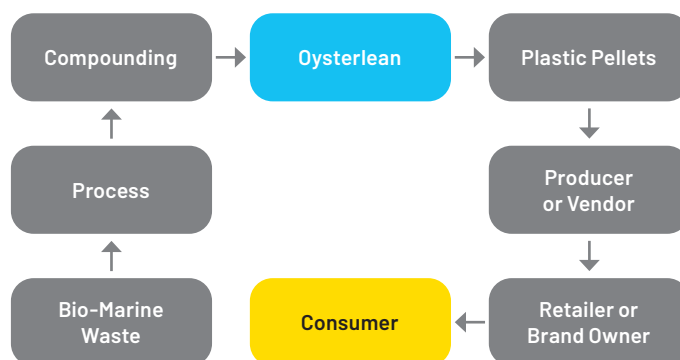 Compounding
Oysterlean
Plastic Pellets
Process
Producer
or Vendor
Bio-Marine
Waste
Consumer
Retailer or
Brand Owner